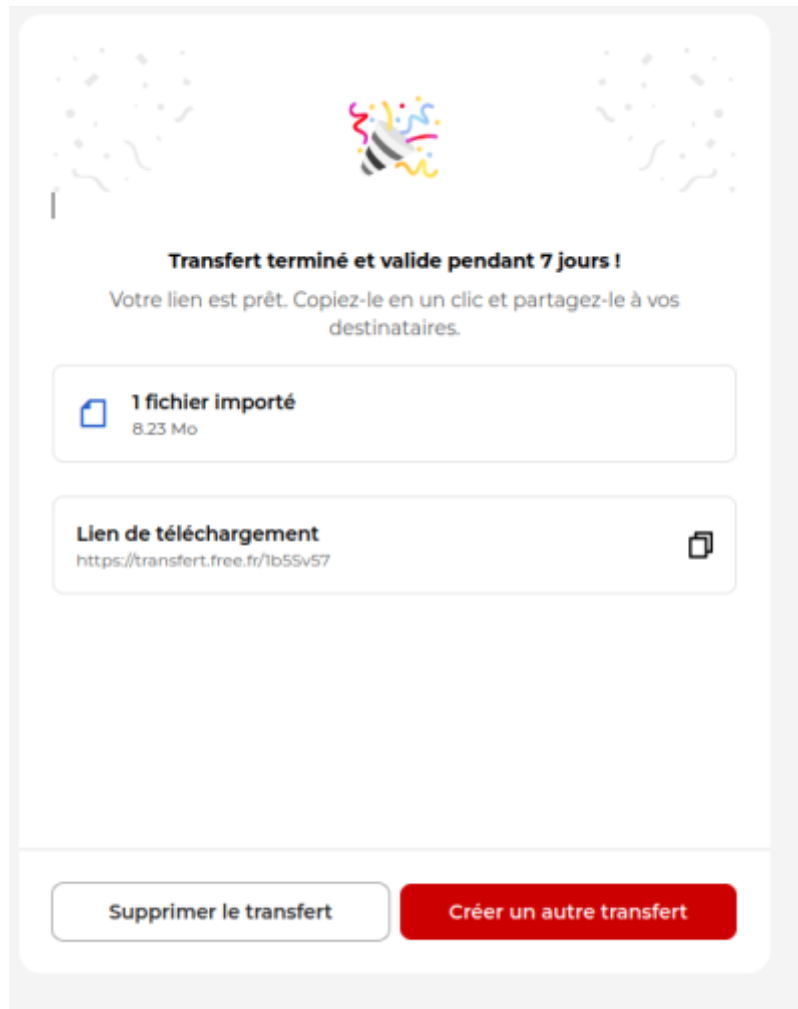 Transfert terminé et valide pendant 7 jours !
Votre lien est prêt. Copiez-le en un clic et partagez-le à vos
destinataires.
1 fichier importé
8.23 Mo
Lien de téléchargement
https://transfert.free.fr/1b5Sv57
Supprimer le transfert
Créer un autre transfert